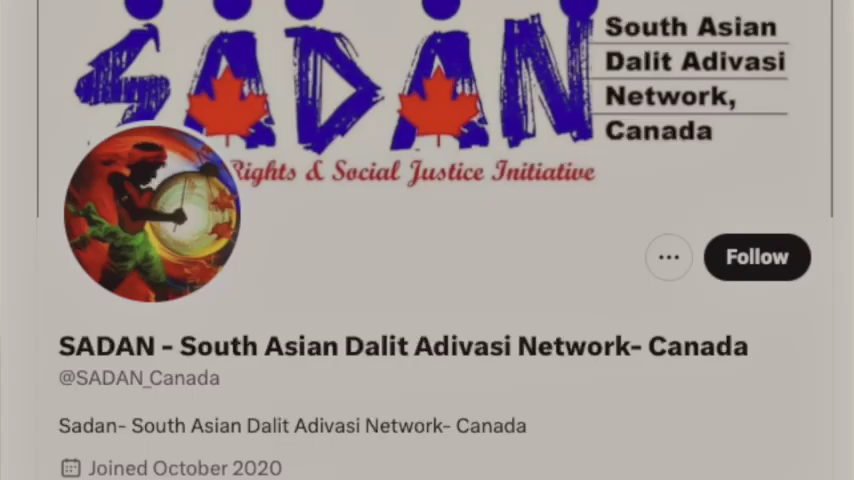 SADAN
South Asian
Dalit Adivasi
Network,
Canada
Rights & Social Justice Initiative
Follow
SADAN - South Asian Dalit Adivasi Network- Canada
@SADAN_Canada
Sadan- South Asian Dalit Adivasi Network- Canada
Joined October 2020